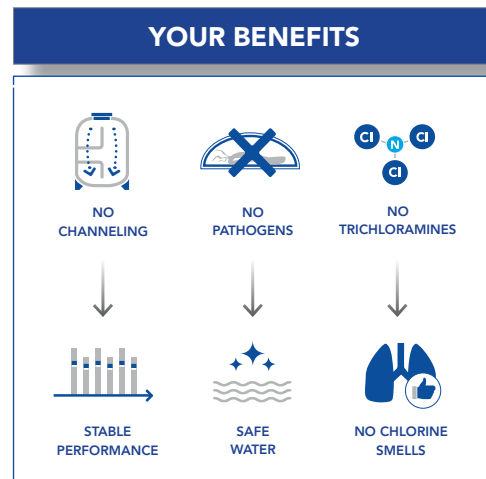 YOUR BENEFITS
NO
CHANNELING
NO
PATHOGENS
Cl
N
Cl
Cl
NO
TRICHLORAMINES
STABLE
PERFORMANCE
SAFE
WATER
NO CHLORINE
SMELLS